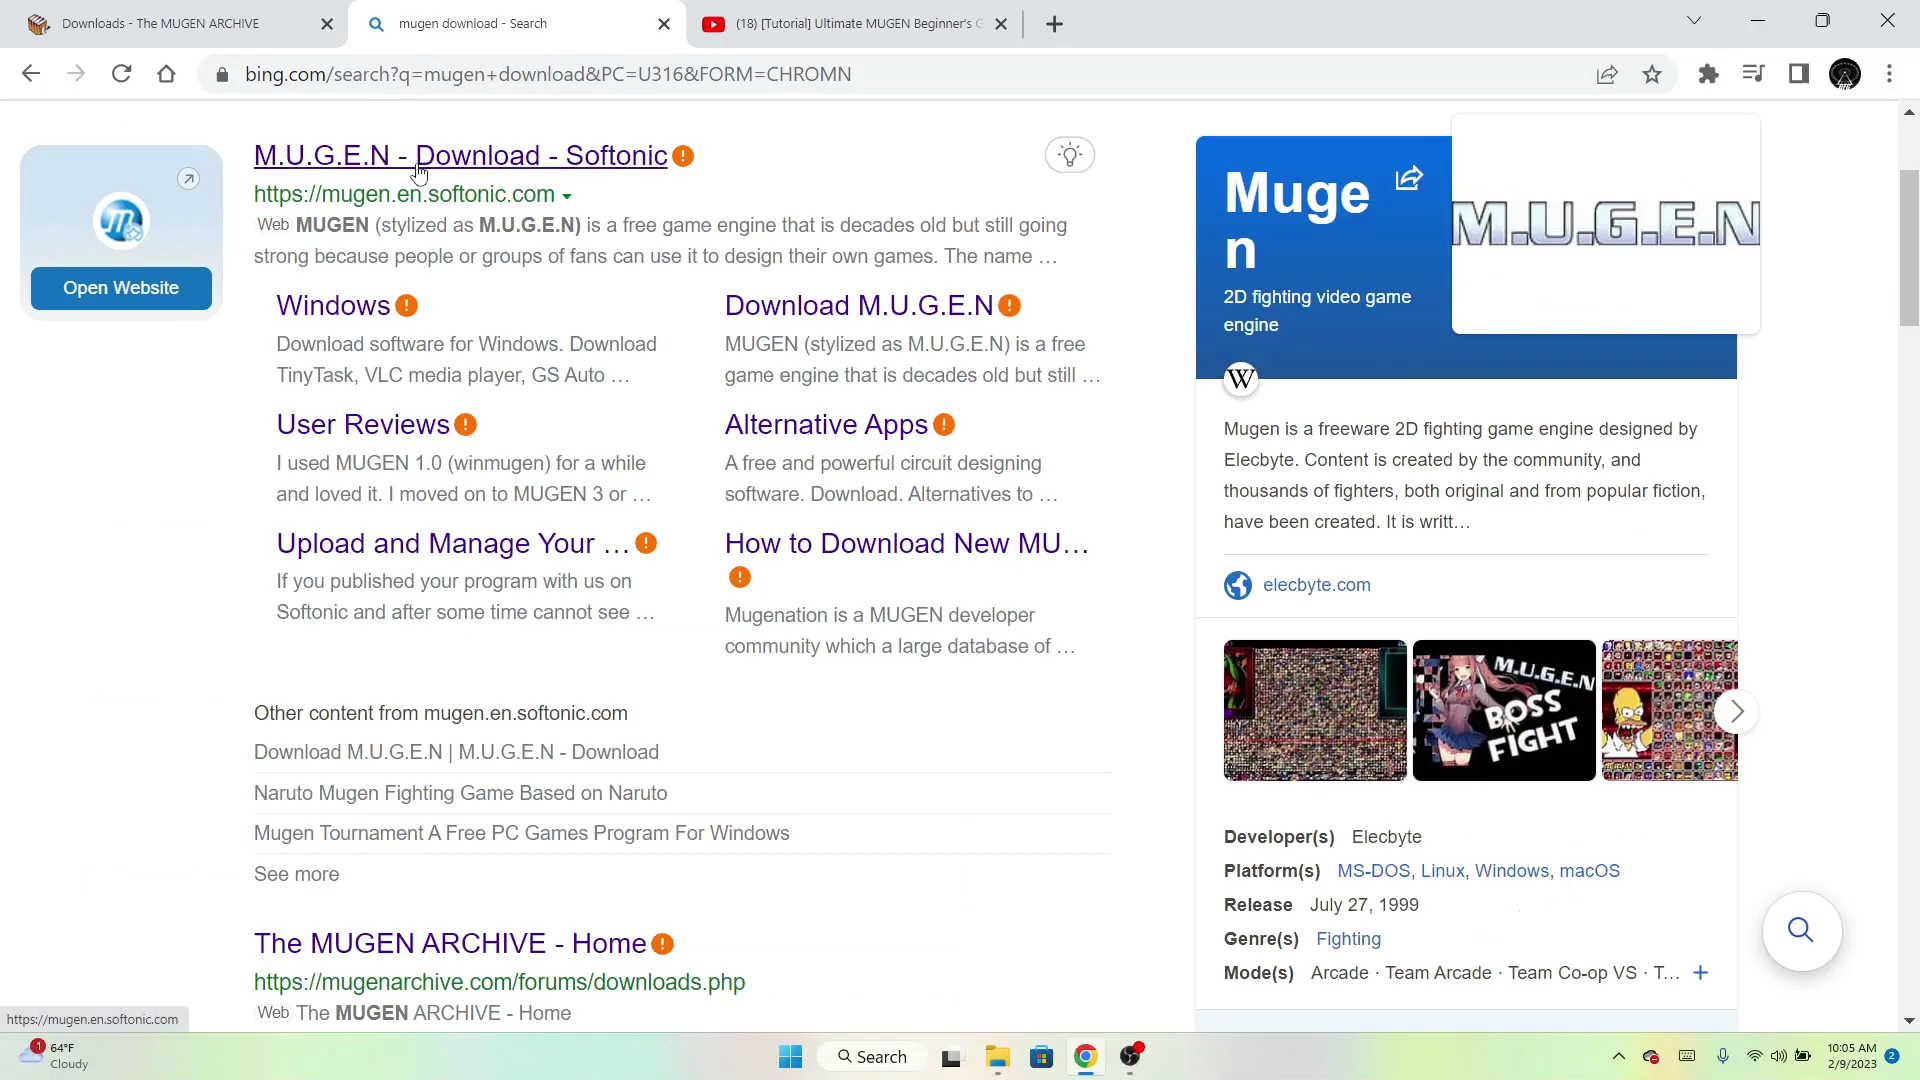 Downloads - The MUGEN ARCHIVE
mugen download - Search
(18) [Tutorial] Ultimate MUGEN Beginner's G
bing.com/search?q=mugen+download&PC=U316&FORM=CHROMN
Open Website
M.U.G.E.N - Download - Softonic
https://mugen.en.softonic.com
Web MUGEN (stylized as M.U.G.E.N) is a free game engine that is decades old but still going
strong because people or groups of fans can use it to design their own games. The name …
Windows
Download software for Windows. Download
TinyTask, VLC media player, GS Auto …
Download M.U.G.E.N
MUGEN (stylized as M.U.G.E.N) is a free
game engine that is decades old but still …
User Reviews
I used MUGEN 1.0 (winmugen) for a while
and loved it. I moved on to MUGEN 3 or …
Alternative Apps
A free and powerful circuit designing
software. Download. Alternatives to …
Upload and Manage Your …
If you published your program with us on
Softonic and after some time cannot see …
How to Download New MU…
Mugenation is a MUGEN developer
community which a large database of …
Other content from mugen.en.softonic.com
Download M.U.G.E.N | M.U.G.E.N - Download
Naruto Mugen Fighting Game Based on Naruto
Mugen Tournament A Free PC Games Program For Windows
See more
The MUGEN ARCHIVE - Home
https://mugenarchive.com/forums/downloads.php
Web The MUGEN ARCHIVE - Home
Muge
n
2D fighting video game
engine
M.U.G.E.N
W
Mugen is a freeware 2D fighting game engine designed by
Elecbyte. Content is created by the community, and
thousands of fighters, both original and from popular fiction,
have been created. It is writt…
elecbyte.com
M.U.G.E.N
BOSS
FIGHT
Developer(s) Elecbyte
Platform(s) MS-DOS, Linux, Windows, macOS
Release July 27, 1999
Genre(s) Fighting
Mode(s) Arcade · Team Arcade · Team Co-op VS · T…
https://mugen.en.softonic.com
1
64°F
Cloudy
Search
10:05 AM
2/9/2023
2